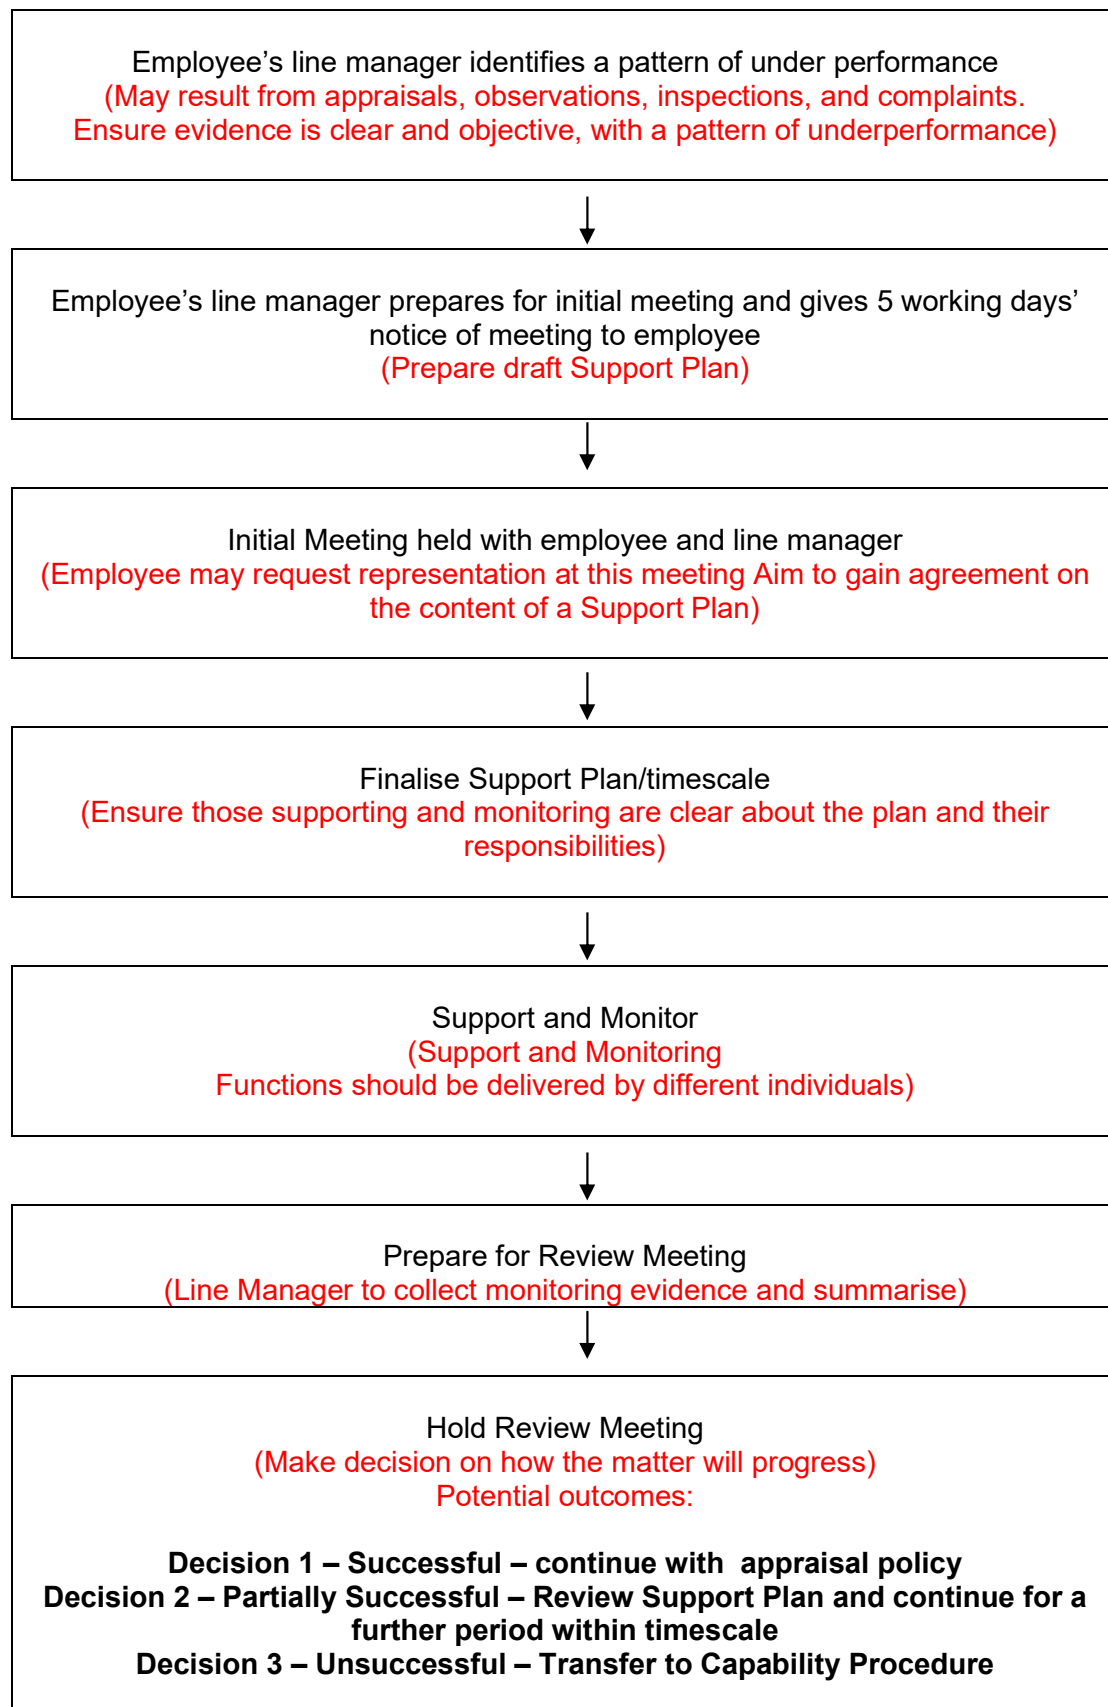 Employee’s line manager identifies a pattern of under performance
(May result from appraisals, observations, inspections, and complaints.
Ensure evidence is clear and objective, with a pattern of underperformance)
Employee’s line manager prepares for initial meeting and gives 5 working days’
notice of meeting to employee
(Prepare draft Support Plan)
Initial Meeting held with employee and line manager
(Employee may request representation at this meeting Aim to gain agreement on
the content of a Support Plan)
Finalise Support Plan/timescale
(Ensure those supporting and monitoring are clear about the plan and their
responsibilities)
Support and Monitor
(Support and Monitoring
Functions should be delivered by different individuals)
Prepare for Review Meeting
(Line Manager to collect monitoring evidence and summarise)
Hold Review Meeting
(Make decision on how the matter will progress)
Potential outcomes:
Decision 1 – Successful – continue with  appraisal policy
Decision 2 – Partially Successful – Review Support Plan and continue for a
further period within timescale
Decision 3 – Unsuccessful – Transfer to Capability Procedure